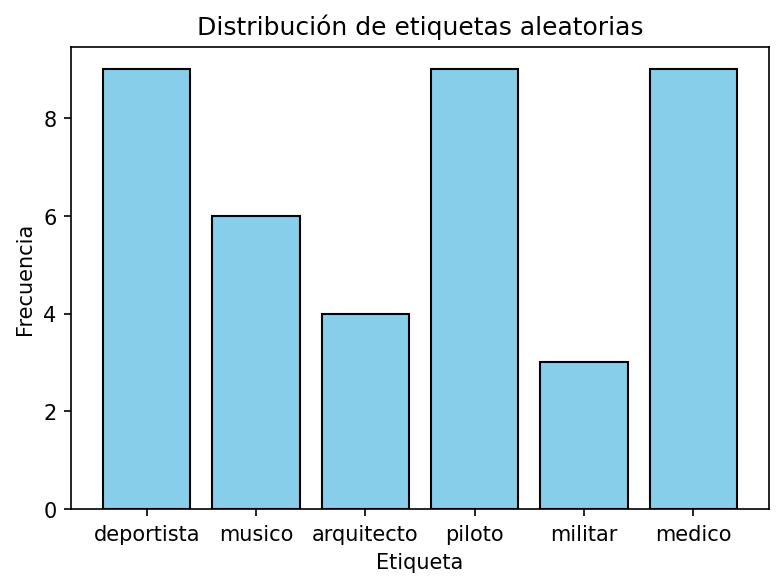 Distribución de etiquetas aleatorias
Frecuencia
8
6
4
2
0
deportista musico arquitecto piloto militar medico
Etiqueta